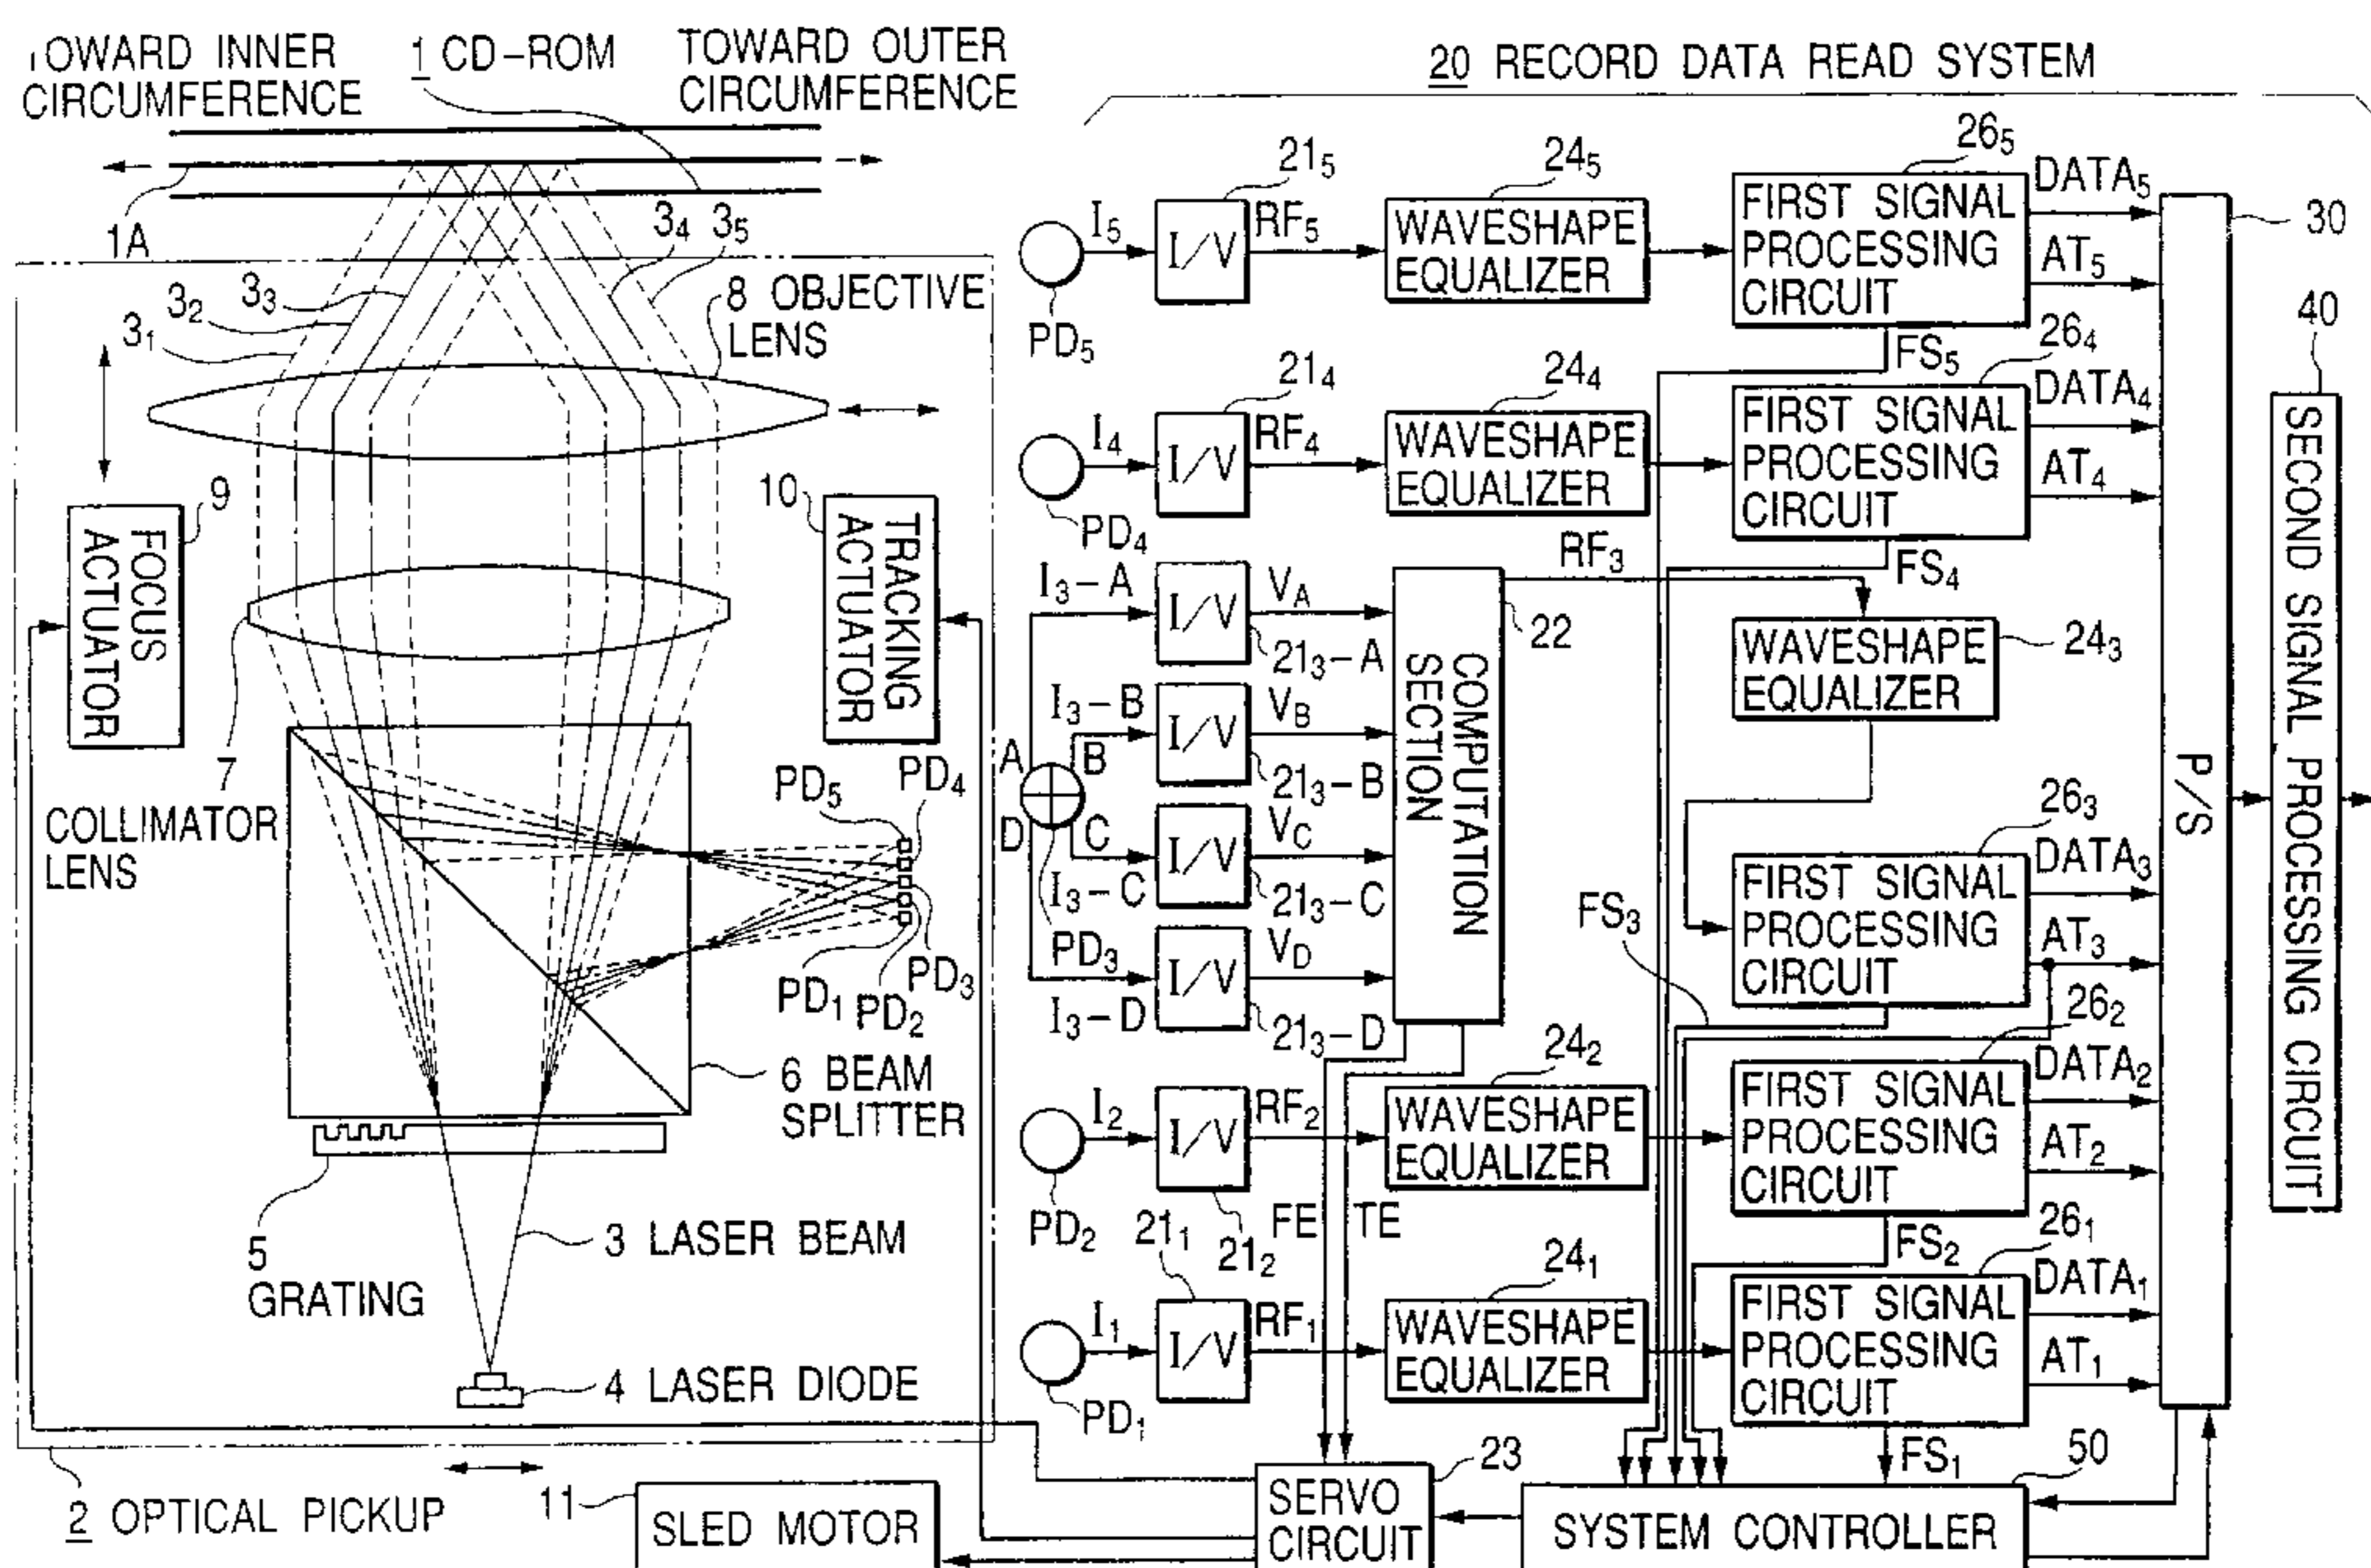 TOWARD INNER
CIRCUMFERENCE
1 CD-ROM
TOWARD OUTER
CIRCUMFERENCE
20 RECORD DATA READ SYSTEM
1A
3₁
3₂
3₃
3₄
3₅
8 OBJECTIVE
LENS
9
FOCUS
ACTUATOR
10
TRACKING
ACTUATOR
7
COLLIMATOR
LENS
PD₅
PD₄
PD₃
PD₁
PD₂
6 BEAM
SPLITTER
5
GRATING
3 LASER BEAM
4 LASER DIODE
2 OPTICAL PICKUP
11
SLED MOTOR
I₅
PD₅
21₅
I/V
RF₅
24₅
WAVESHAPE
EQUALIZER
26₅
FIRST SIGNAL
PROCESSING
CIRCUIT
DATA₅
AT₅
FS₅
I₄
PD₄
21₄
I/V
RF₄
24₄
WAVESHAPE
EQUALIZER
26₄
FIRST SIGNAL
PROCESSING
CIRCUIT
DATA₄
AT₄
FS₄
A
B
C
D
PD₃
I₃-A
I/V
V_A
21₃-A
I₃-B
I/V
V_B
21₃-B
I₃-C
I/V
V_C
21₃-C
I₃-D
I/V
V_D
21₃-D
COMPUTATION
SECTION
22
RF₃
WAVESHAPE
EQUALIZER
24₃
26₃
FIRST SIGNAL
PROCESSING
CIRCUIT
DATA₃
AT₃
FS₃
I₂
PD₂
I/V
21₂
RF₂
24₂
WAVESHAPE
EQUALIZER
26₂
FIRST SIGNAL
PROCESSING
CIRCUIT
DATA₂
AT₂
FS₂
FE
TE
I₁
PD₁
21₁
I/V
RF₁
24₁
WAVESHAPE
EQUALIZER
26₁
FIRST SIGNAL
PROCESSING
CIRCUIT
DATA₁
AT₁
FS₁
30
P/S
40
SECOND SIGNAL PROCESSING CIRCUIT
23
SERVO
CIRCUIT
50
SYSTEM CONTROLLER